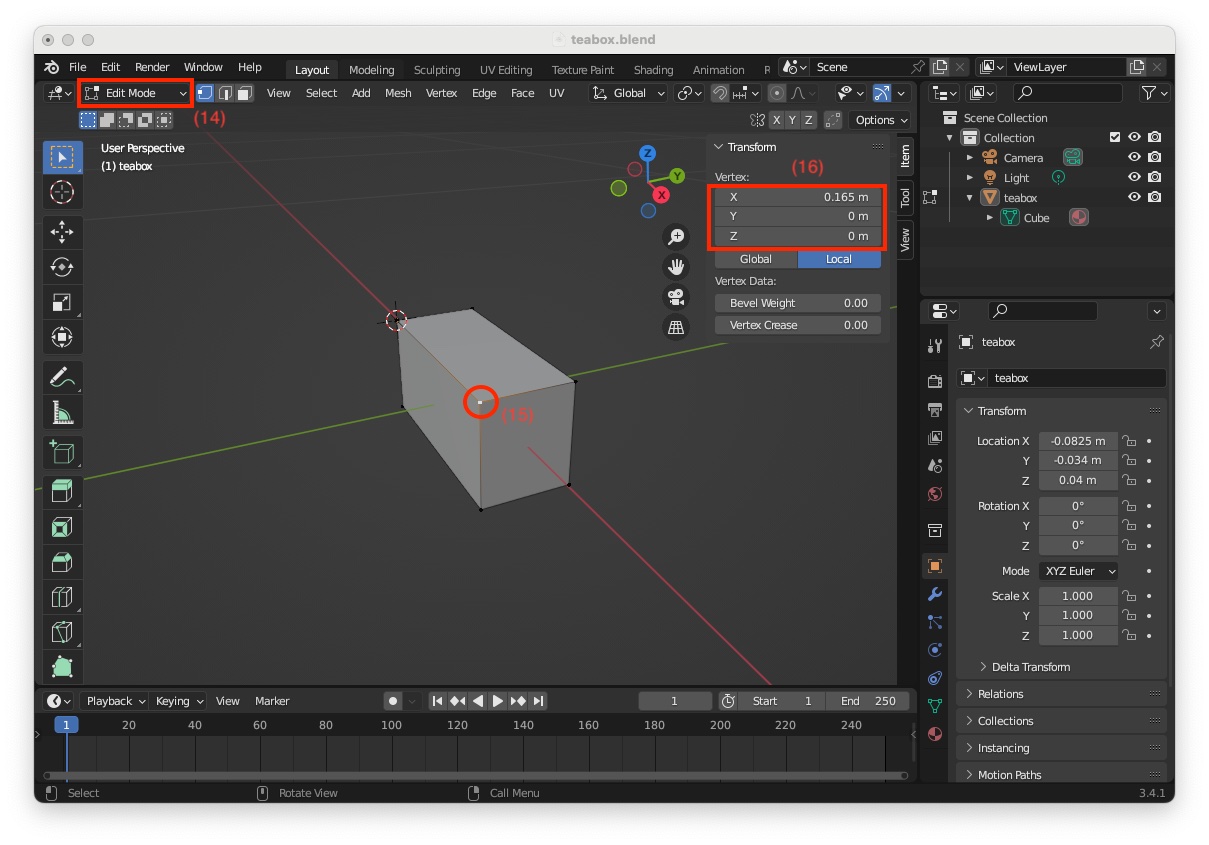 teabox.blend
File Edit Render Window Help Layout Modeling Sculpting UV Editing Texture Paint Shading Animation R Scene ViewLayer
Edit Mode View Select Add Mesh Vertex Edge Face UV Global
(14)
X Y Z Options
User Perspective
(1) teabox
Z
Y
X
Transform
(16)
Vertex:
X 0.165 m
Y 0 m
Z 0 m
Global Local
Vertex Data:
Bevel Weight 0.00
Vertex Crease 0.00
Item
Tool
View
(15)
Scene Collection
Collection
Camera
Light
teabox
Cube
teabox
teabox
Transform
Location X -0.0825 m
Y -0.034 m
Z 0.04 m
Rotation X 0°
Y 0°
Z 0°
Mode XYZ Euler
Scale X 1.000
Y 1.000
Z 1.000
Delta Transform
Relations
Collections
Instancing
Motion Paths
Playback Keying View Marker 1 Start 1 End 250
1 20 40 60 80 100 120 140 160 180 200 220 240
Select Rotate View Call Menu 3.4.1